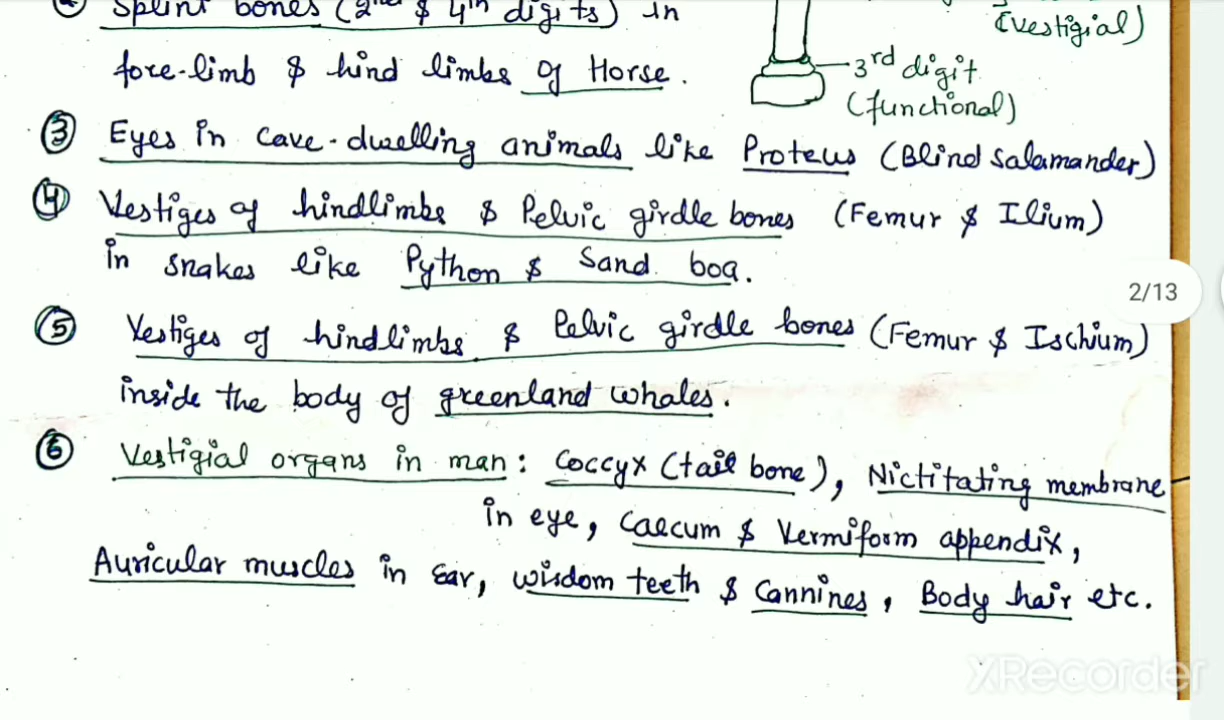 ② Splint bones (2nd & 4th digits) in
(vestigial)
fore-limb & hind limbs of Horse.
3rd digit
(functional)
③ Eyes in cave-dwelling animals like Proteus (Blind salamander)
④ Vestiges of hindlimbs & Pelvic girdle bones (Femur & Ilium)
in snakes like Python & Sand boa.
2/13
⑤ Vestiges of hindlimbs & Pelvic girdle bones (Femur & Ischium)
inside the body of greenland whales.
⑥ Vestigial organs in man: Coccyx (tail bone), Nictitating membrane
in eye, Caecum & Vermiform appendix,
Auricular muscles in ear, wisdom teeth & Cannines, Body hair etc.
XRecorder